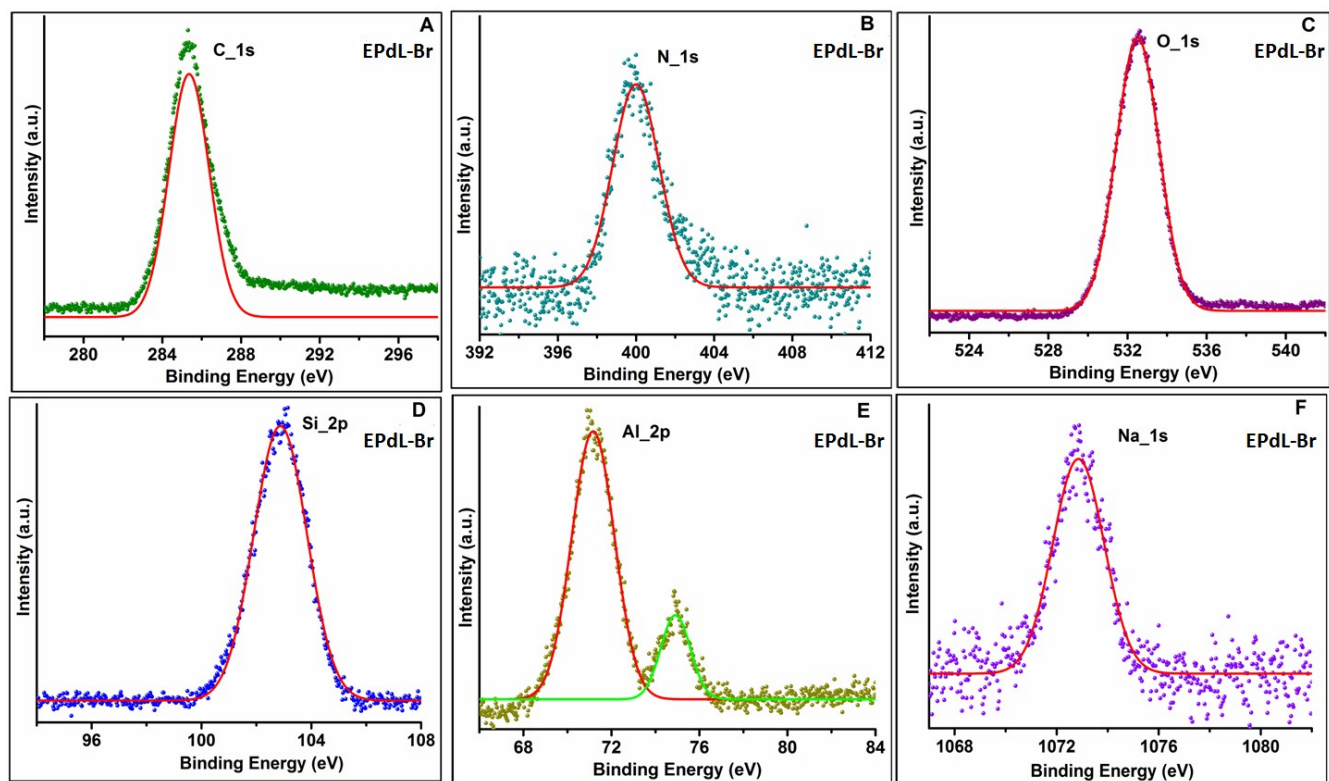 A
C_1s
EPdL-Br
Intensity (a.u.)
280 284 288 292 296
Binding Energy (eV)
B
N_1s
EPdL-Br
Intensity (a.u.)
392 396 400 404 408 412
Binding Energy (eV)
C
O_1s
EPdL-Br
Intensity (a.u.)
524 528 532 536 540
Binding Energy (eV)
D
Si_2p
EPdL-Br
Intensity (a.u.)
96 100 104 108
Binding Energy (eV)
E
Al_2p
EPdL-Br
Intensity (a.u.)
68 72 76 80 84
Binding Energy (eV)
F
Na_1s
EPdL-Br
Intensity (a.u.)
1068 1072 1076 1080
Binding Energy (eV)